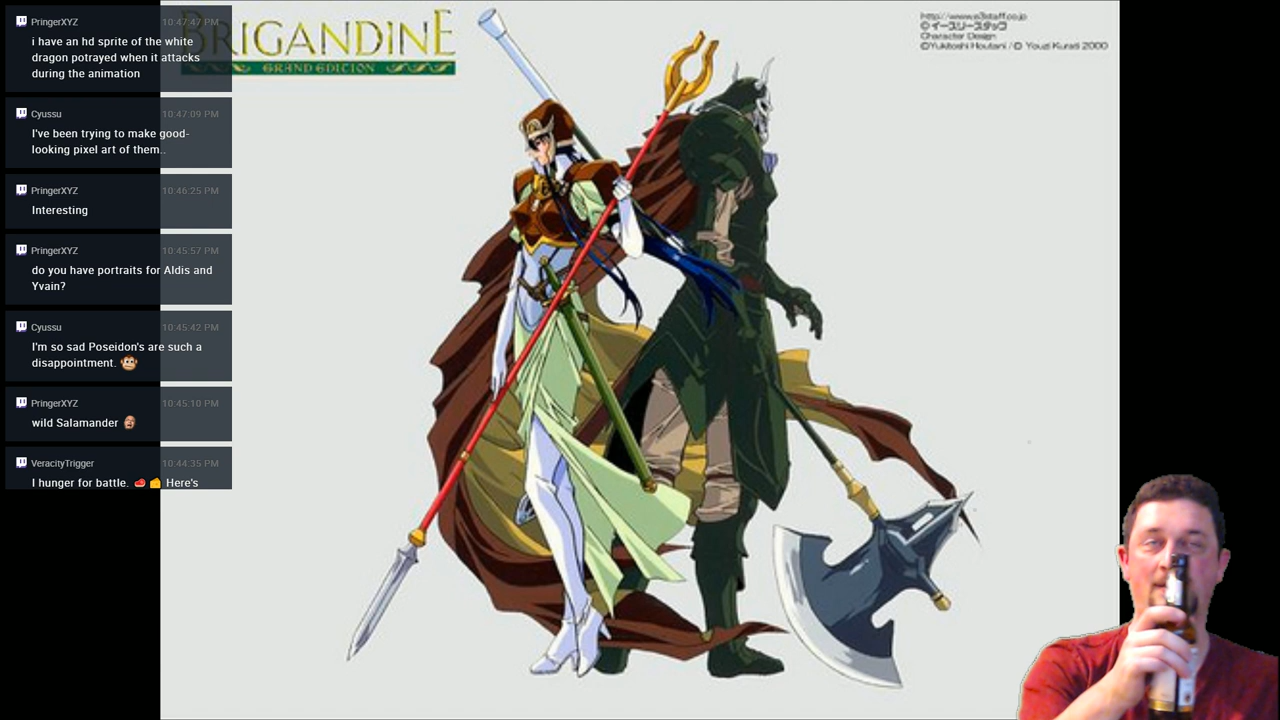 PringerXYZ 10:47:47 PM
i have an hd sprite of the white
dragon potrayed when it attacks
during the animation
Cyussu 10:47:09 PM
I've been trying to make good-
looking pixel art of them..
PringerXYZ 10:46:25 PM
Interesting
PringerXYZ 10:45:57 PM
do you have portraits for Aldis and
Yvain?
Cyussu 10:45:42 PM
I'm so sad Poseidon's are such a
disappointment.
PringerXYZ 10:45:10 PM
wild Salamander
VeracityTrigger 10:44:35 PM
I hunger for battle. Here's
BRIGANDINE
GRAND EDITION
http://www.e3staff.co.jp
© イースリースタッフ
Character Design
©Yukitoshi Houtani / © Youzi Kurati 2000